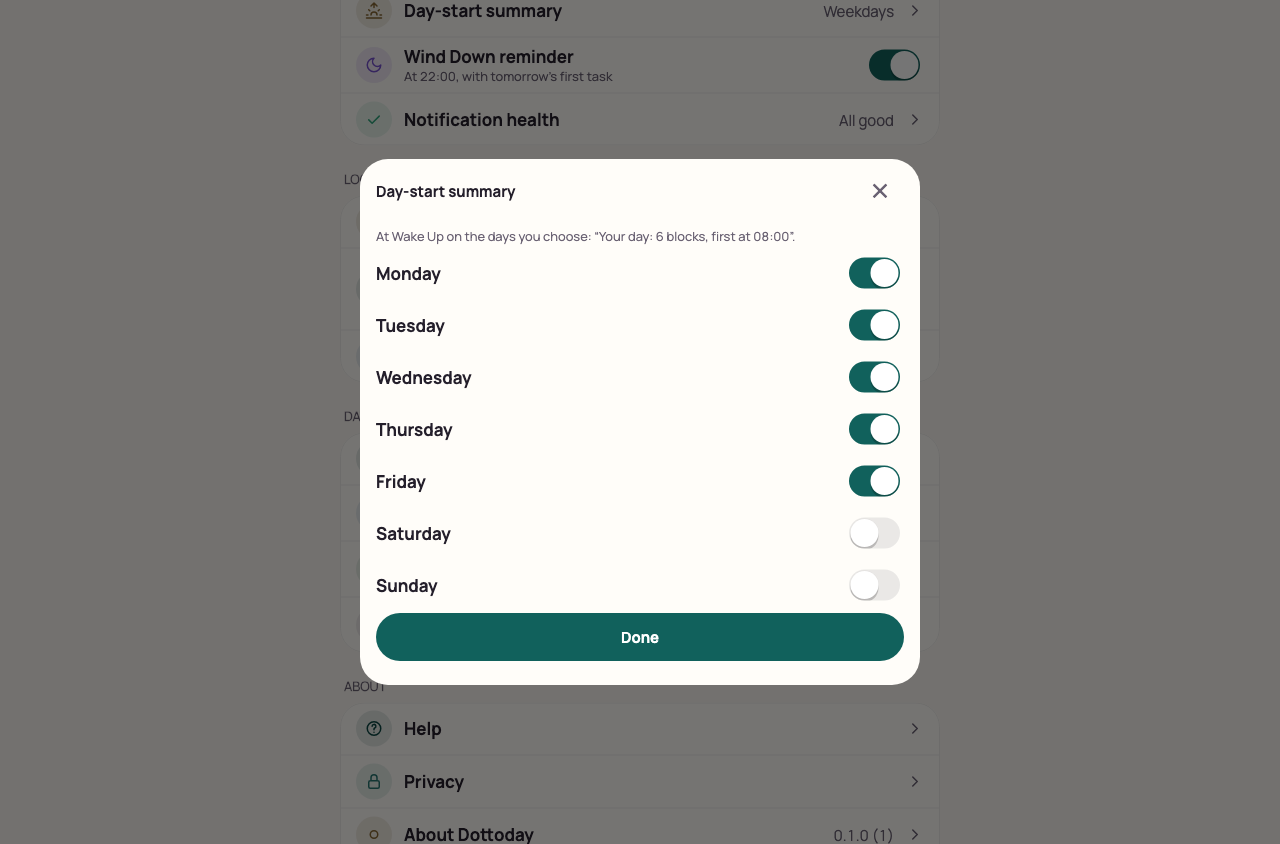 Day-start summary
Weekdays
Wind Down reminder
At 22:00, with tomorrow's first task
Notification health
All good
Day-start summary
At Wake Up on the days you choose: “Your day: 6 blocks, first at 08:00”.
Monday
Tuesday
Wednesday
Thursday
Friday
Saturday
Sunday
Done
ABOUT
Help
Privacy
About Dottoday
0.1.0 (1)